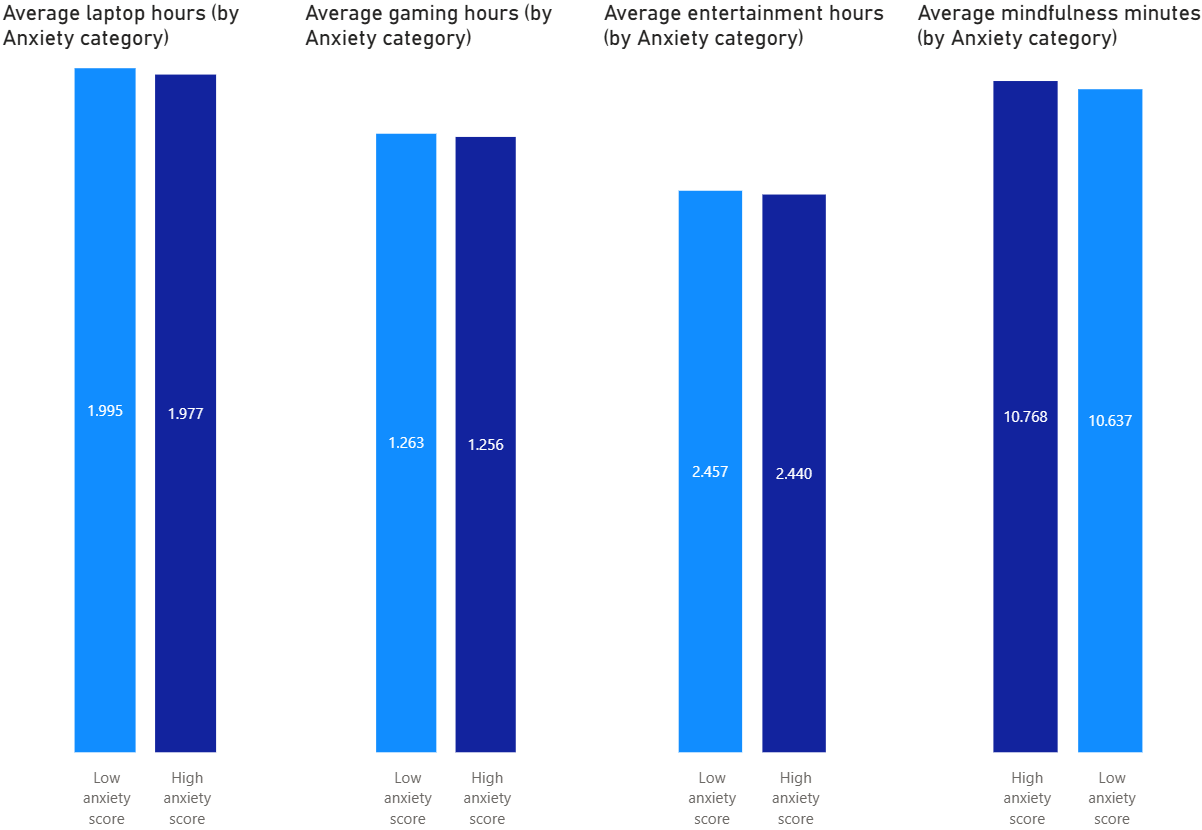 Average laptop hours (by
Anxiety category)
1.995
1.977
Low
anxiety
score
High
anxiety
score
Average gaming hours (by
Anxiety category)
1.263
1.256
Low
anxiety
score
High
anxiety
score
Average entertainment hours
(by Anxiety category)
2.457
2.440
Low
anxiety
score
High
anxiety
score
Average mindfulness minutes
(by Anxiety category)
10.768
10.637
High
anxiety
score
Low
anxiety
score